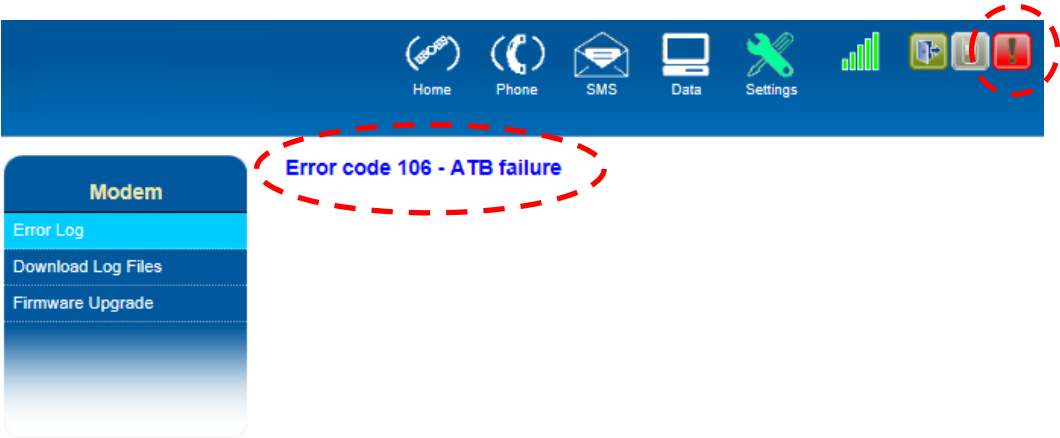 Home
Phone
SMS
Data
Settings
Error code 106 - ATB failure
Modem
Error Log
Download Log Files
Firmware Upgrade